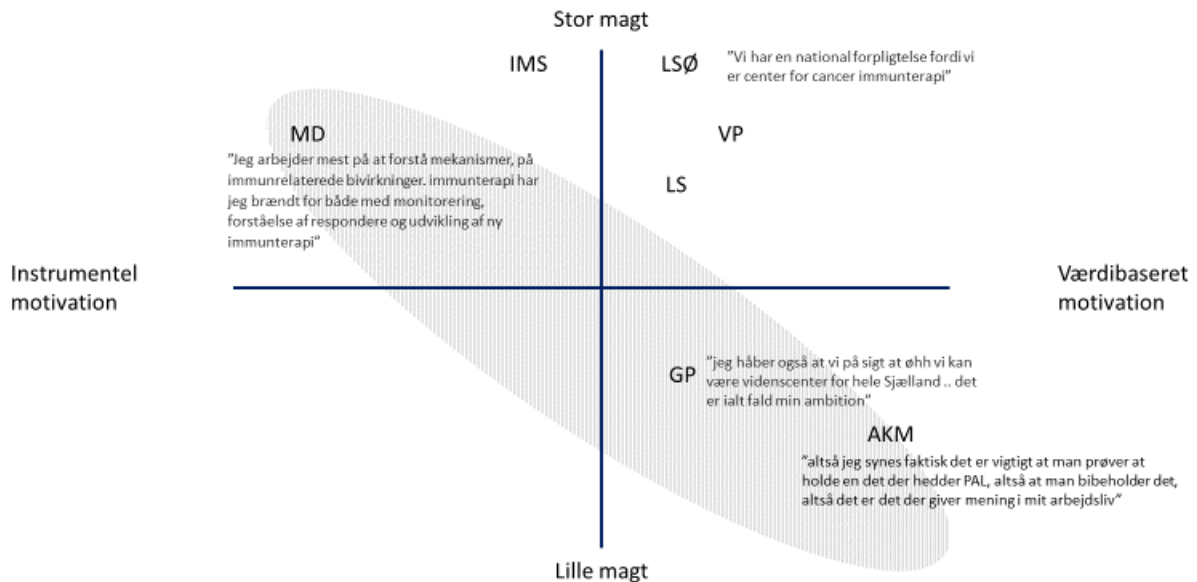 Stor magt
IMS
LSØ
"Vi har en national forpligtelse fordi vi
er center for cancer immunterapi"
MD
VP
"Jeg arbejder mest på at forstå mekanismer, på
immunrelaterede bivirkninger. immunterapi har
jeg brændt for både med monitorering,
forståelse af respondere og udvikling af ny
immunterapi"
LS
Instrumentel
motivation
Værdibaseret
motivation
GP
"jeg håber også at vi på sigt at øhh vi kan
være videnscenter for hele Sjælland .. det
er ialt fald min ambition"
AKM
"altså jeg synes faktisk det er vigtigt at man prøver at
holde en det der hedder PAL, altså at man bibeholder det,
altså det er det der giver mening i mit arbejdsliv"
Lille magt